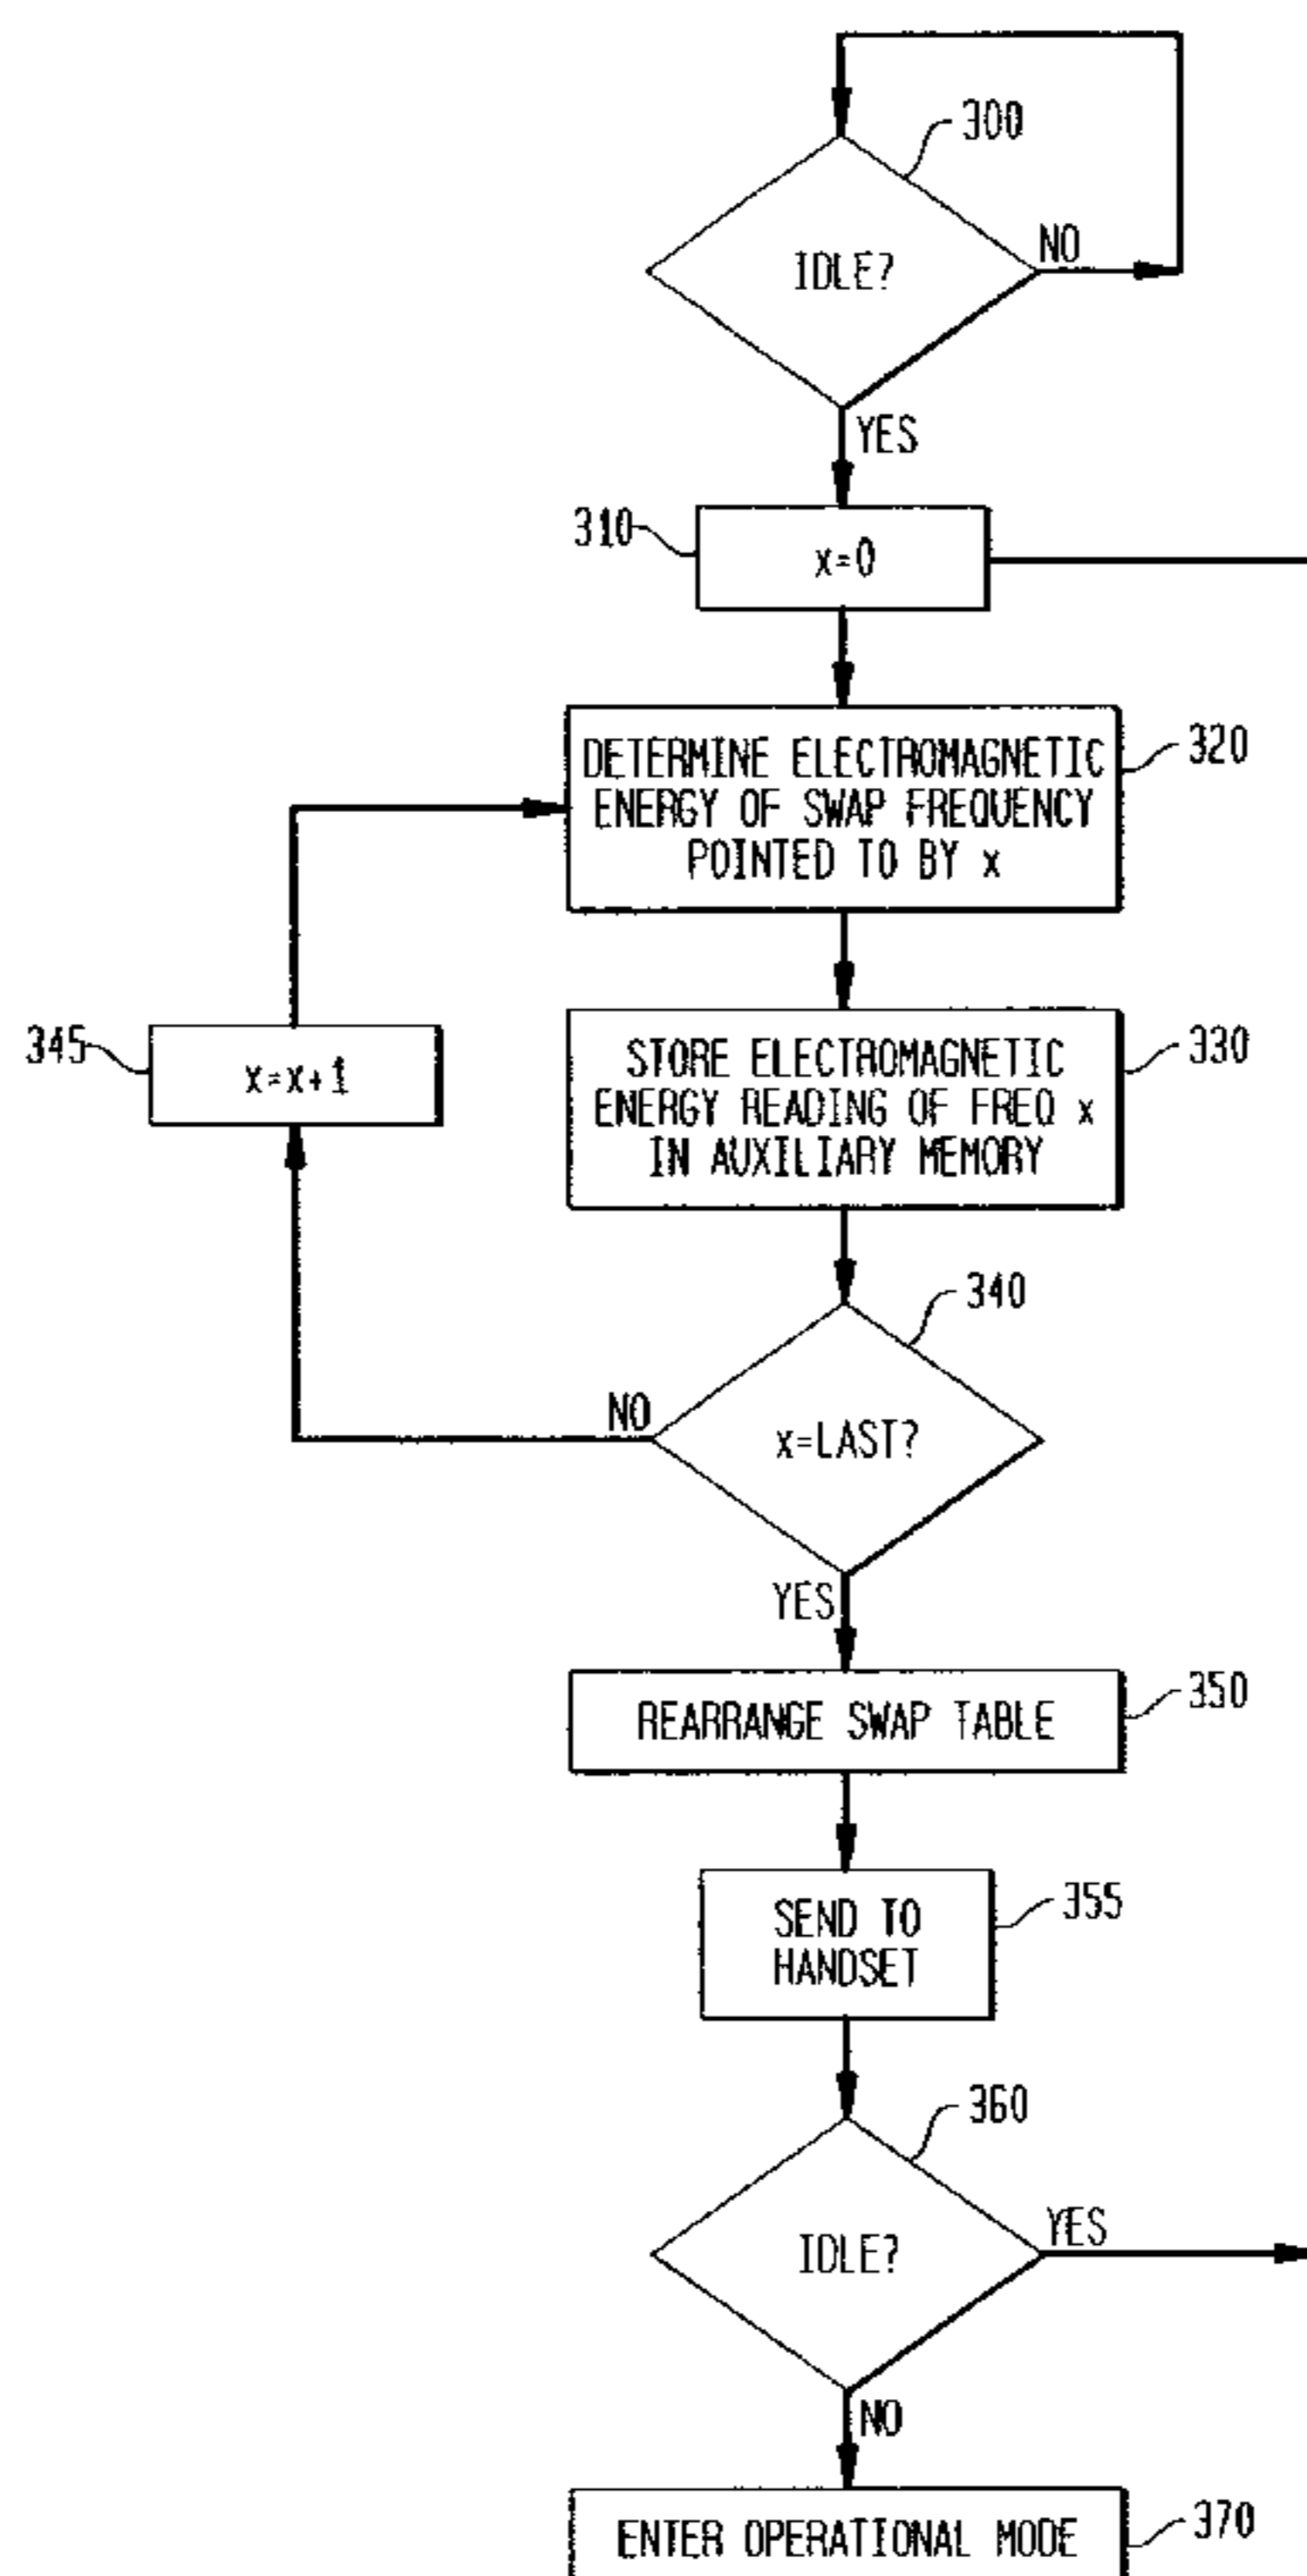 300
IDLE?
NO
YES
310
x=0
320
DETERMINE ELECTROMAGNETIC
ENERGY OF SWAP FREQUENCY
POINTED TO BY x
330
STORE ELECTROMAGNETIC
ENERGY READING OF FREQ x
IN AUXILIARY MEMORY
345
x=x+1
340
NO
x=LAST?
YES
350
REARRANGE SWAP TABLE
355
SEND TO
HANDSET
360
YES
IDLE?
NO
ENTER OPERATIONAL MODE
370